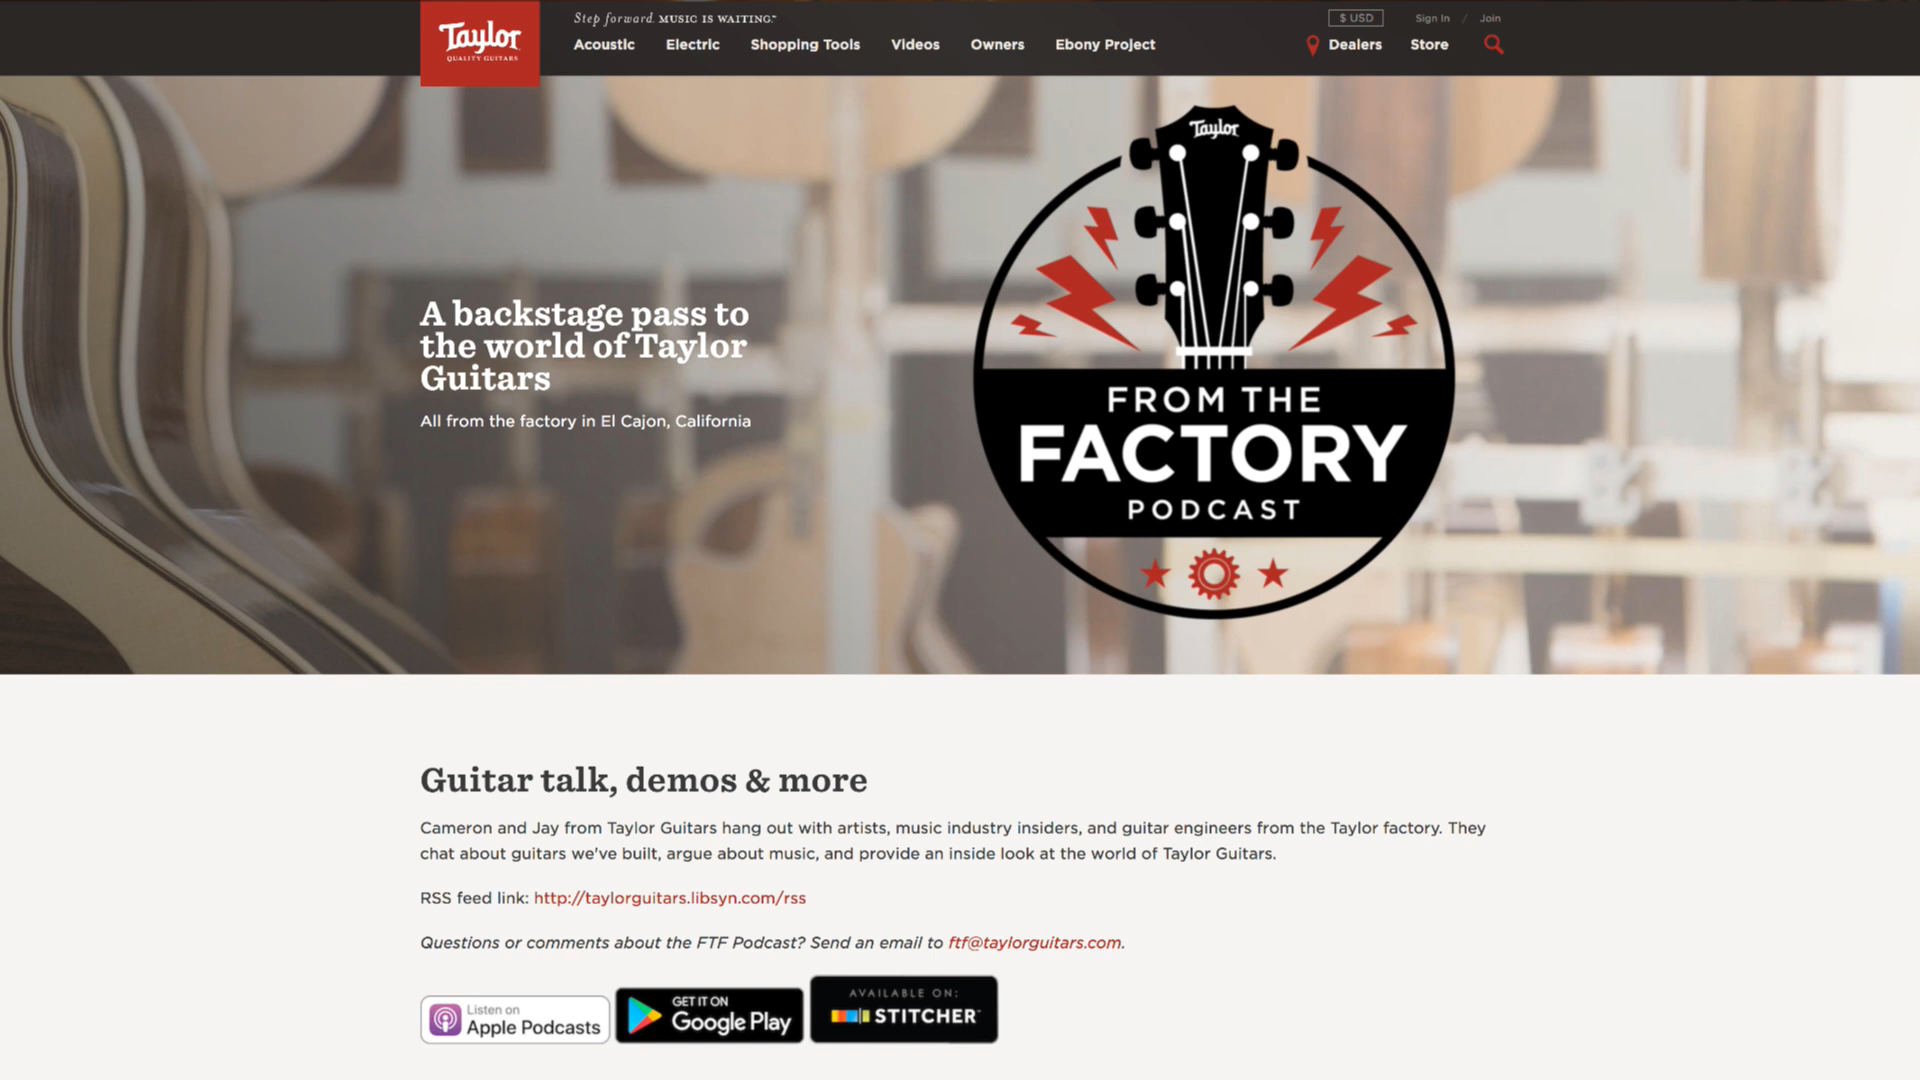 Taylor
QUALITY GUITARS
Step forward. MUSIC IS WAITING.™
$ USD
Sign In / Join
Acoustic Electric Shopping Tools Videos Owners Ebony Project Dealers Store
Taylor
A backstage pass to
the world of Taylor
Guitars
All from the factory in El Cajon, California
FROM THE
FACTORY
PODCAST
Guitar talk, demos & more
Cameron and Jay from Taylor Guitars hang out with artists, music industry insiders, and guitar engineers from the Taylor factory. They
chat about guitars we've built, argue about music, and provide an inside look at the world of Taylor Guitars.
RSS feed link: http://taylorguitars.libsyn.com/rss
Questions or comments about the FTF Podcast? Send an email to ftf@taylorguitars.com.
Listen on
Apple Podcasts
GET IT ON
Google Play
AVAILABLE ON:
STITCHER